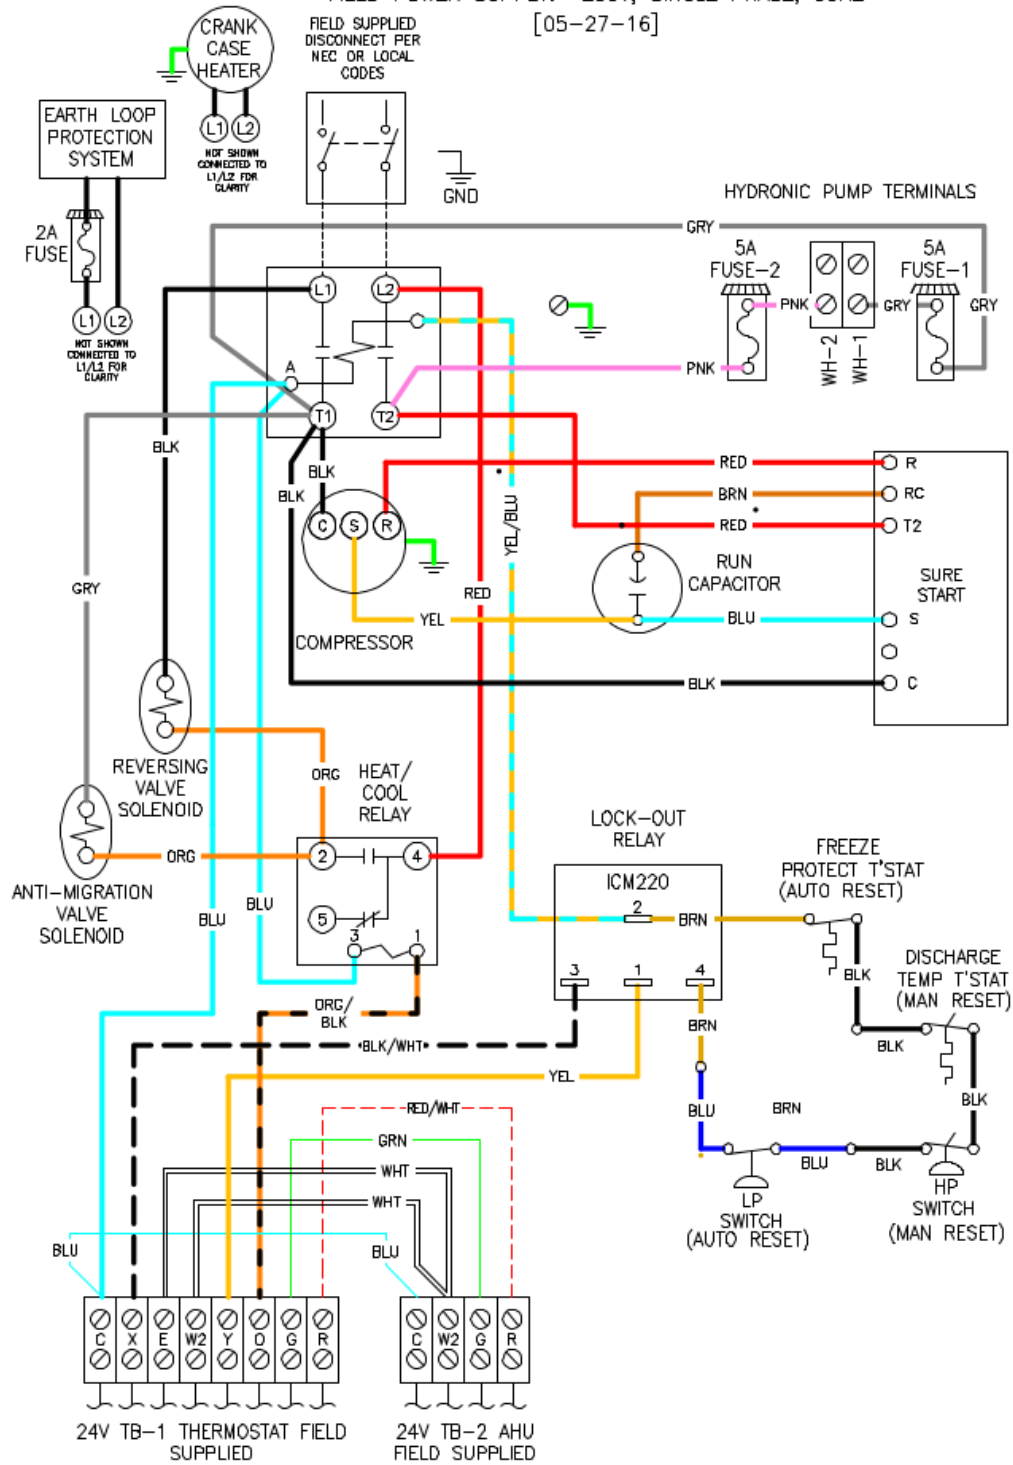 [05-27-16]
CRANK
CASE
HEATER
L1 L2
NOT SHOWN
CONNECTED TO
L1/L2 FOR
CLARITY
FIELD SUPPLIED
DISCONNECT PER
NEC OR LOCAL
CODES
GND
EARTH LOOP
PROTECTION
SYSTEM
2A
FUSE
L1 L2
NOT SHOWN
CONNECTED TO
L1/L2 FOR
CLARITY
HYDRONIC PUMP TERMINALS
GRY
5A
FUSE-2
5A
FUSE-1
PNK
GRY
GRY
WH-2
WH-1
PNK
L1
L2
A
T1
T2
BLK
BLK
BLK
C S R
COMPRESSOR
YEL/BLU
RED
BRN
RED
RUN
CAPACITOR
YEL
BLU
BLK
R
RC
T2
SURE
START
S
C
GRY
RED
REVERSING
VALVE
SOLENOID
ORG
HEAT/
COOL
RELAY
ORG
2
4
5
3
1
ANTI-MIGRATION
VALVE
SOLENOID
BLU
BLU
LOCK-OUT
RELAY
ICM220
2
BRN
3
1
4
FREEZE
PROTECT T'STAT
(AUTO RESET)
BLK
DISCHARGE
TEMP T'STAT
(MAN RESET)
BLK
BLK
ORG/
BLK
BLK/WHT
YEL
BRN
BLU
BRN
BLU
BLK
LP
SWITCH
(AUTO RESET)
HP
SWITCH
(MAN RESET)
RED/WHT
GRN
WHT
WHT
BLU
BLU
C X E W2 Y O G R
C W2 G R
24V TB-1 THERMOSTAT FIELD
SUPPLIED
24V TB-2 AHU
FIELD SUPPLIED